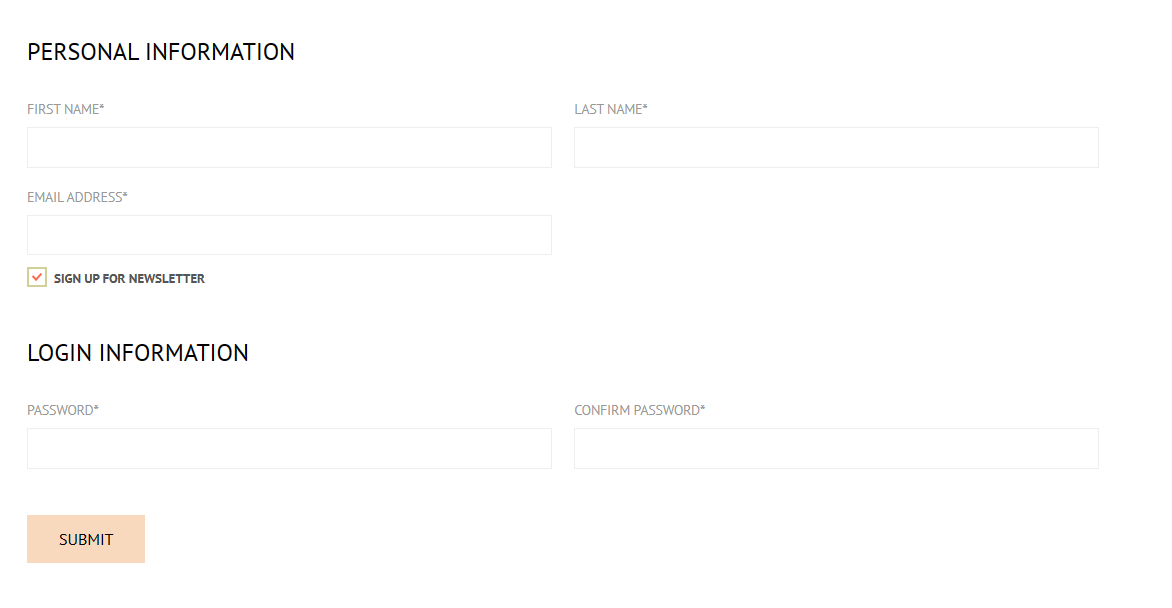 PERSONAL INFORMATION
FIRST NAME* LAST NAME*
EMAIL ADDRESS*
SIGN UP FOR NEWSLETTER
LOGIN INFORMATION
PASSWORD* CONFIRM PASSWORD*
SUBMIT